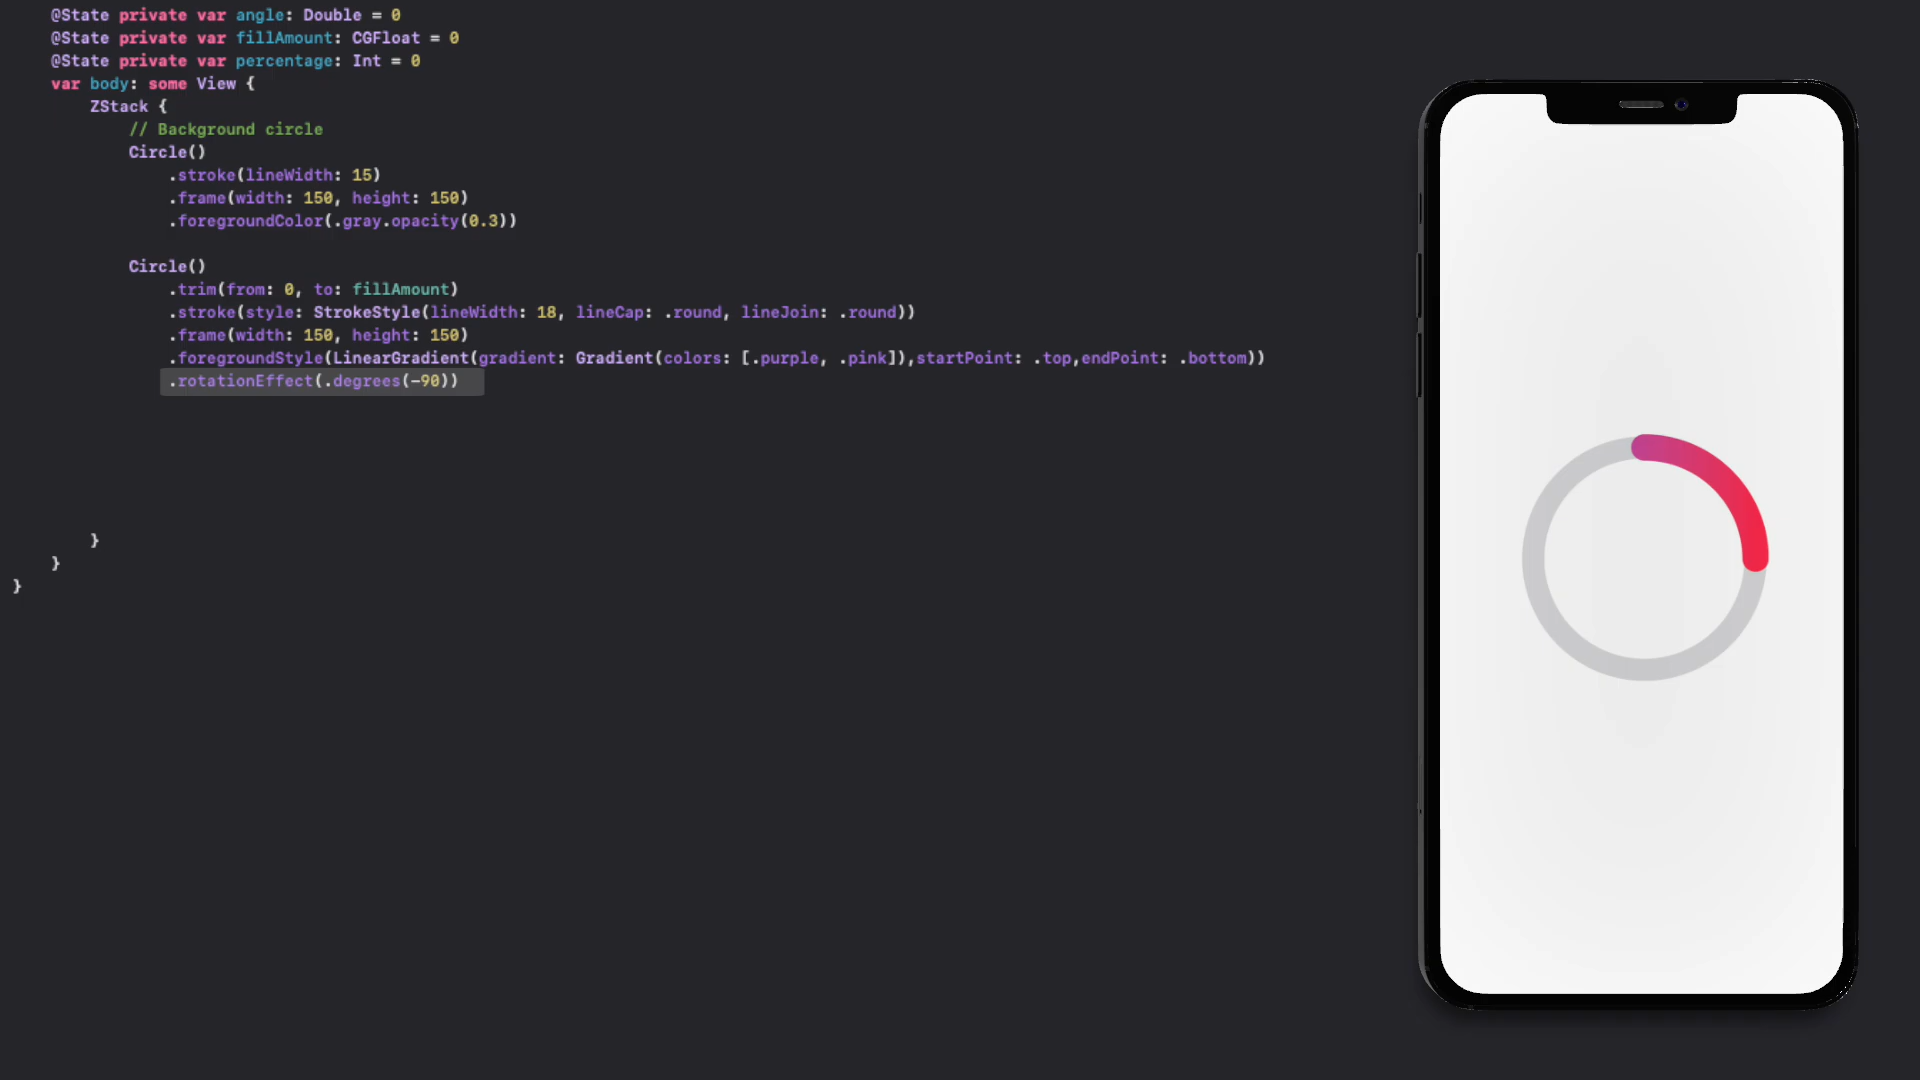 @State private var angle: Double = 0
@State private var fillAmount: CGFloat = 0
@State private var percentage: Int = 0
var body: some View {
ZStack {
// Background circle
Circle()
.stroke(lineWidth: 15)
.frame(width: 150, height: 150)
.foregroundColor(.gray.opacity(0.3))
Circle()
.trim(from: 0, to: fillAmount)
.stroke(style: StrokeStyle(lineWidth: 18, lineCap: .round, lineJoin: .round))
.frame(width: 150, height: 150)
.foregroundStyle(LinearGradient(gradient: Gradient(colors: [.purple, .pink]),startPoint: .top,endPoint: .bottom))
.rotationEffect(.degrees(-90))
}
}
}